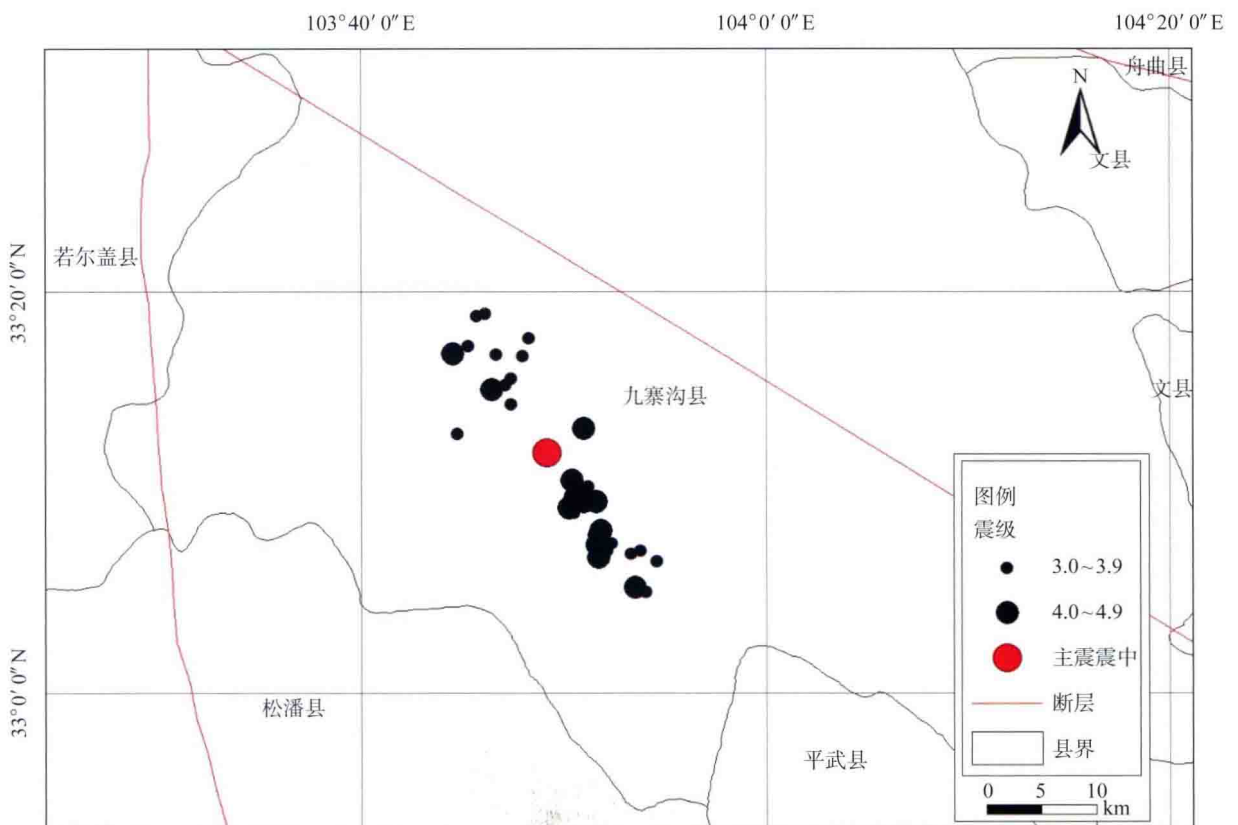 103°40′0″E
104°0′0″E
104°20′0″E
舟曲县
N
文县
若尔盖县
33°20′0″N
九寨沟县
文县
图例
震级
3.0~3.9
4.0~4.9
主震震中
断层
县界
0 5 10
km
33°0′0″N
松潘县
平武县